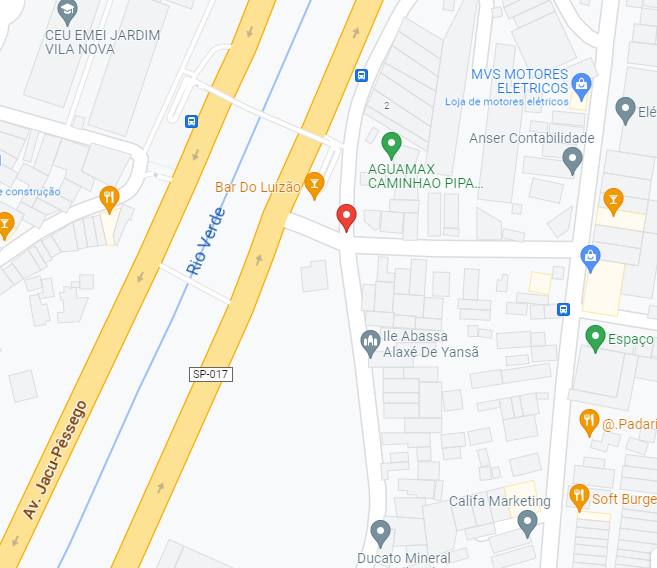 CEU EMEI JARDIM
VILA NOVA
MVS MOTORES
ELETRICOS
Loja de motores elétricos
2
Elé
Anser Contabilidade
AGUAMAX
CAMINHAO PIPA...
e construção
Bar Do Luizão
Rio Verde
Ile Abassa
Alaxé De Yansã
Espaço
SP-017
@.Padari
Av. Jacu-Pêssego
Califa Marketing
Soft Burge
Ducato Mineral